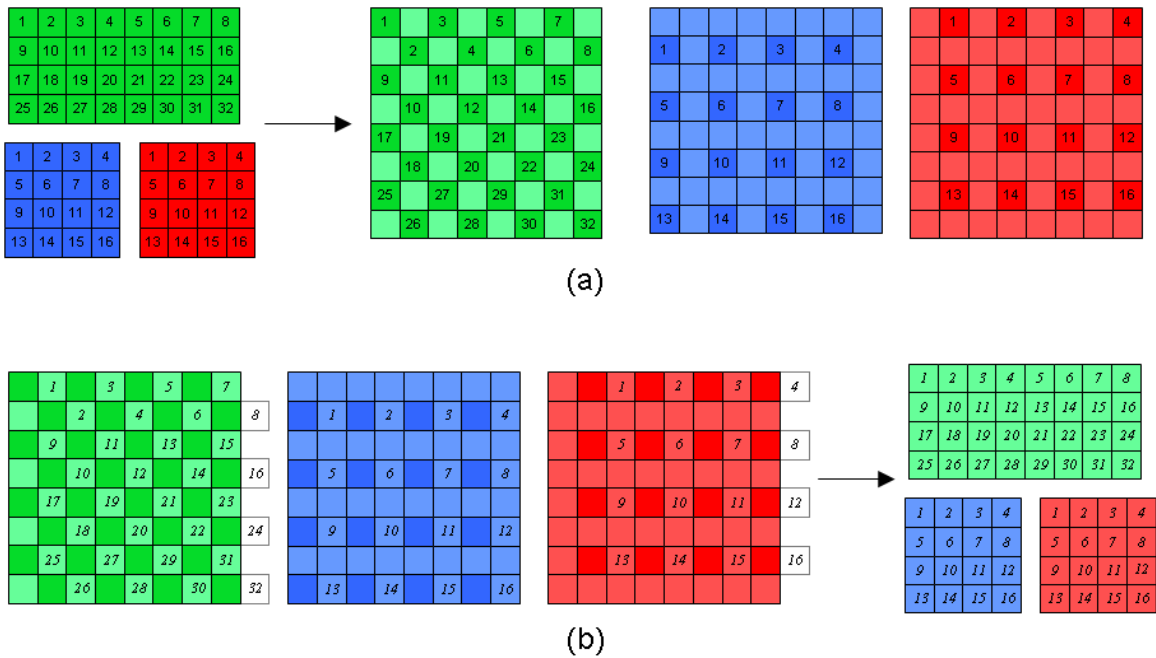 1 2 3 4 5 6 7 8
9 10 11 12 13 14 15 16
17 18 19 20 21 22 23 24
25 26 27 28 29 30 31 32
1 2 3 4
5 6 7 8
9 10 11 12
13 14 15 16
1 2 3 4
5 6 7 8
9 10 11 12
13 14 15 16
1 3 5 7
2 4 6 8
9 11 13 15
10 12 14 16
17 19 21 23
18 20 22 24
25 27 29 31
26 28 30 32
1 2 3 4
5 6 7 8
9 10 11 12
13 14 15 16
1 2 3 4
5 6 7 8
9 10 11 12
13 14 15 16
(a)
1 3 5 7
2 4 6 8
9 11 13 15
10 12 14 16
17 19 21 23
18 20 22 24
25 27 29 31
26 28 30 32
1 2 3 4
5 6 7 8
9 10 11 12
13 14 15 16
1 2 3 4
5 6 7 8
9 10 11 12
13 14 15 16
1 2 3 4 5 6 7 8
9 10 11 12 13 14 15 16
17 18 19 20 21 22 23 24
25 26 27 28 29 30 31 32
1 2 3 4
5 6 7 8
9 10 11 12
13 14 15 16
1 2 3 4
5 6 7 8
9 10 11 12
13 14 15 16
(b)